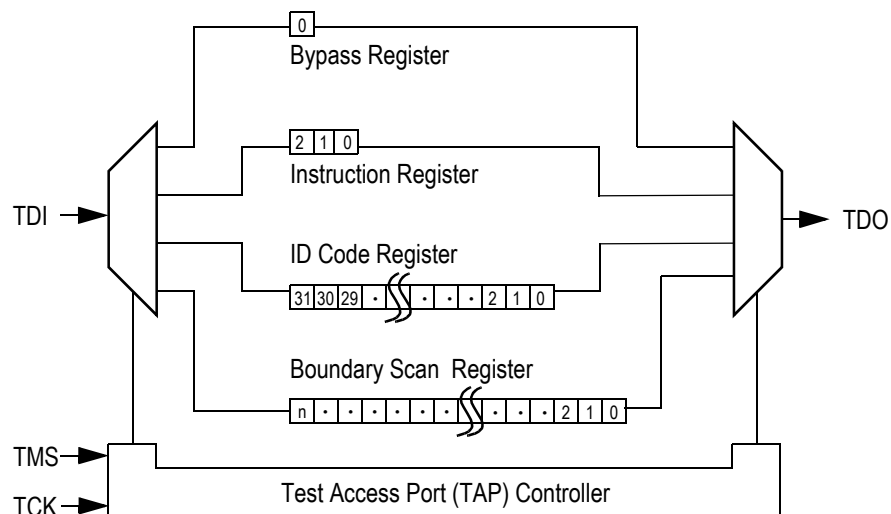 0
Bypass Register
2 1 0
Instruction Register
TDI
TDO
ID Code Register
31 30 29 · · · · · 2 1 0
Boundary Scan Register
n · · · · · · · · · 2 1 0
TMS
TCK
Test Access Port (TAP) Controller